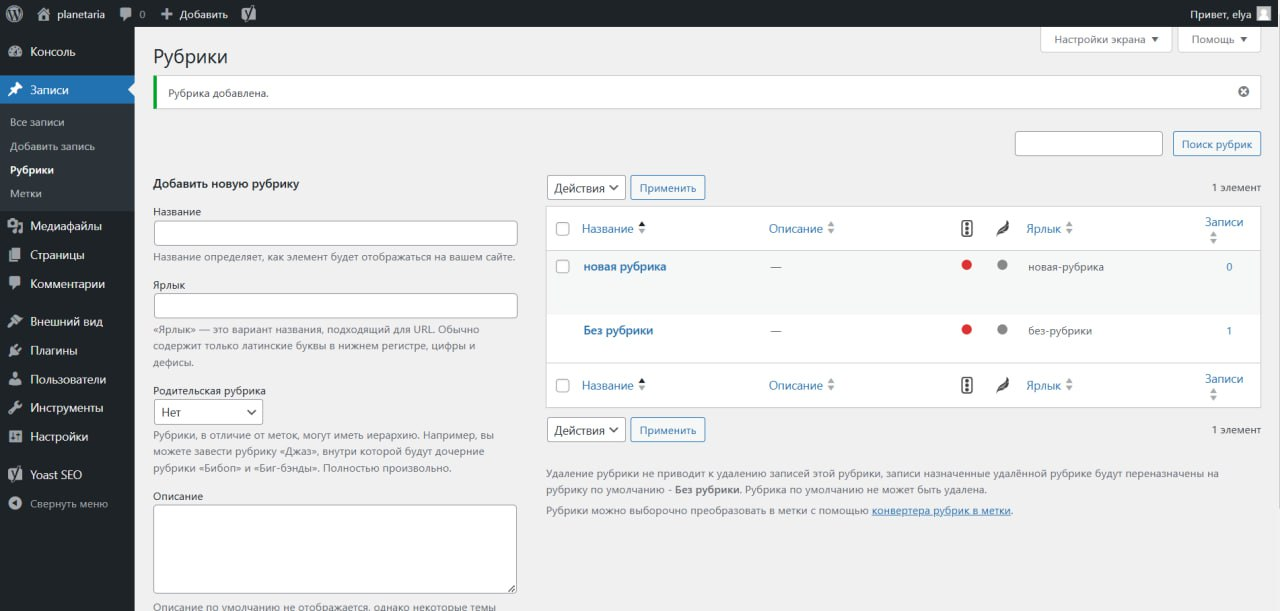 planetaria
0
Добавить
Привет, elya
Консоль
Записи
Все записи
Добавить запись
Рубрики
Метки
Медиафайлы
Страницы
Комментарии
Внешний вид
Плагины
Пользователи
Инструменты
Настройки
Yoast SEO
Свернуть меню
Настройки экрана
Помощь
Рубрики
Рубрика добавлена.
Поиск рубрик
Добавить новую рубрику
Название
Название определяет, как элемент будет отображаться на вашем сайте.
Ярлык
«Ярлык» — это вариант названия, подходящий для URL. Обычно
содержит только латинские буквы в нижнем регистре, цифры и
дефисы.
Родительская рубрика
Нет
Рубрики, в отличие от меток, могут иметь иерархию. Например, вы
можете завести рубрику «Джаз», внутри которой будут дочерние
рубрики «Бибоп» и «Биг-бэнды». Полностью произвольно.
Описание
Описание по умолчанию не отображается, однако некоторые темы
Действия
Применить
1 элемент
Название Описание Ярлык Записи
новая рубрика — новая-рубрика 0
Без рубрики — без-рубрики 1
Название Описание Ярлык Записи
Действия
Применить
1 элемент
Удаление рубрики не приводит к удалению записей этой рубрики, записи назначенные удалённой рубрике будут переназначены на
рубрику по умолчанию - Без рубрики. Рубрика по умолчанию не может быть удалена.
Рубрики можно выборочно преобразовать в метки с помощью конвертера рубрик в метки.